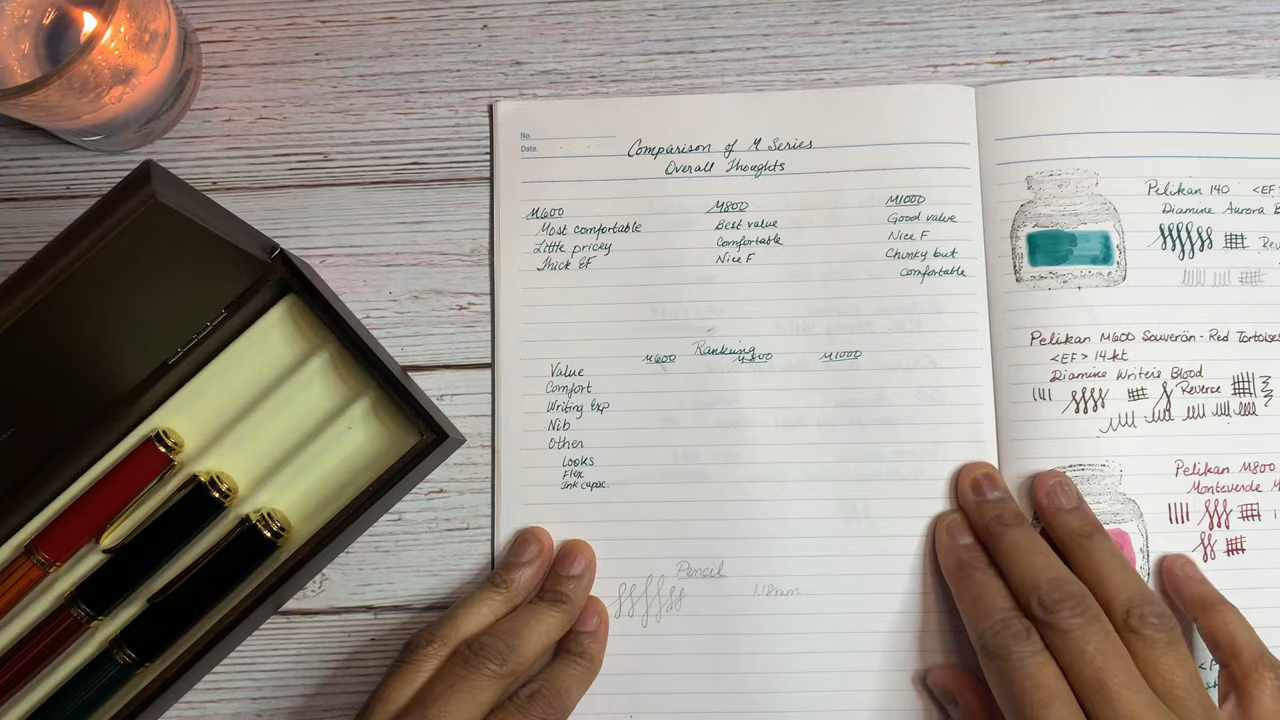 No.
Date.
Comparison of M Series
Overall Thoughts
M600
Most comfortable
Little pricey
Thick EF
M800
Best value
Comfortable
Nice F
M1000
Good value
Nice F
Chunky but
comfortable
Ranking
M600 M800 M1000
Value
Comfort
Writing Exp
Nib
Other
Looks
Flex
Ink capac.
Pencil
1.18mm
Pelikan 140 <EF
Diamine Aurora B
Re
Pelikan M600 Souverön - Red Tortoise
<EF> 14kt
Diamine Writer's Blood
Reverse
Pelikan M800
Monteverde M